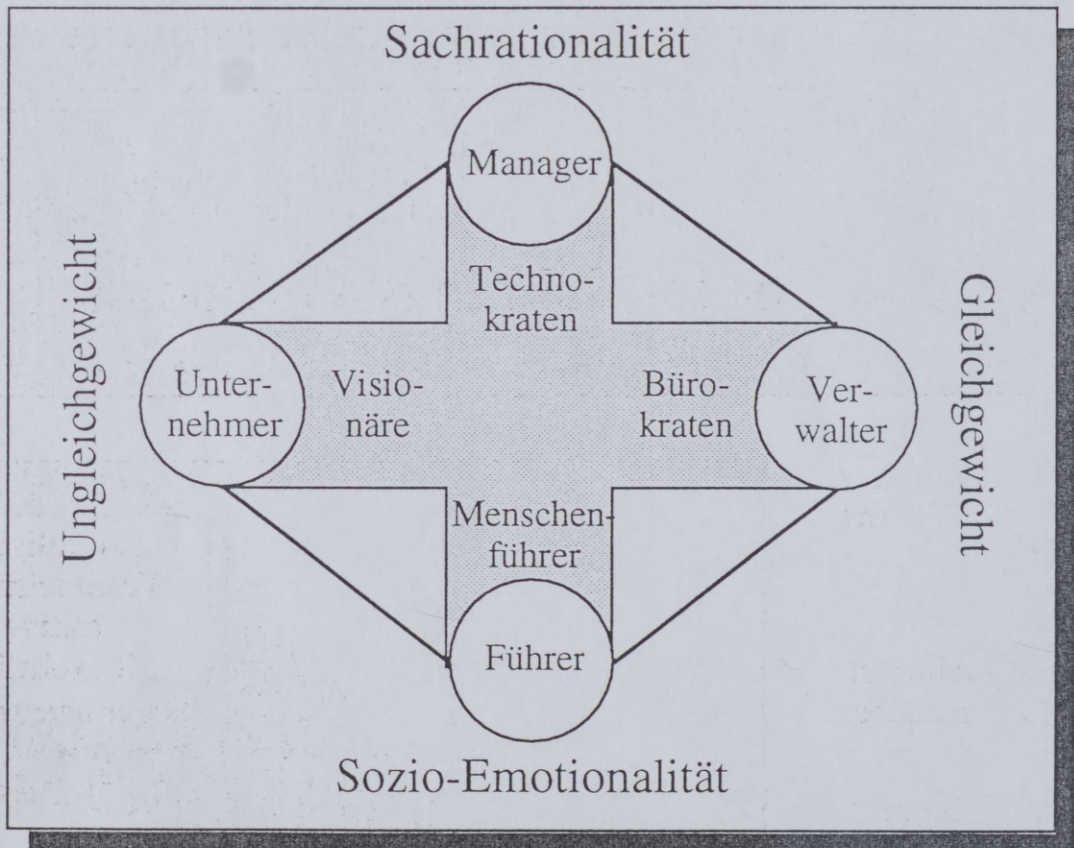 Sachrationalität
Manager
Techno-
kraten
Ungleichgewicht
Unter-
nehmer
Visio-
näre
Büro-
kraten
Ver-
walter
Gleichgewicht
Menschen-
führer
Führer
Sozio-Emotionalität